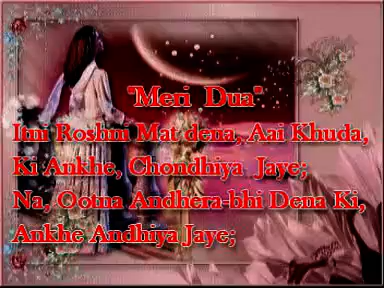 "Meri Dua"
Itni Roshni Mat dena, Aai Khuda,
Ki Ankhe, Chondhiya Jaye;
Na, Ootna Andhera-bhi Dena Ki,
Ankhe Andhiya Jaye;